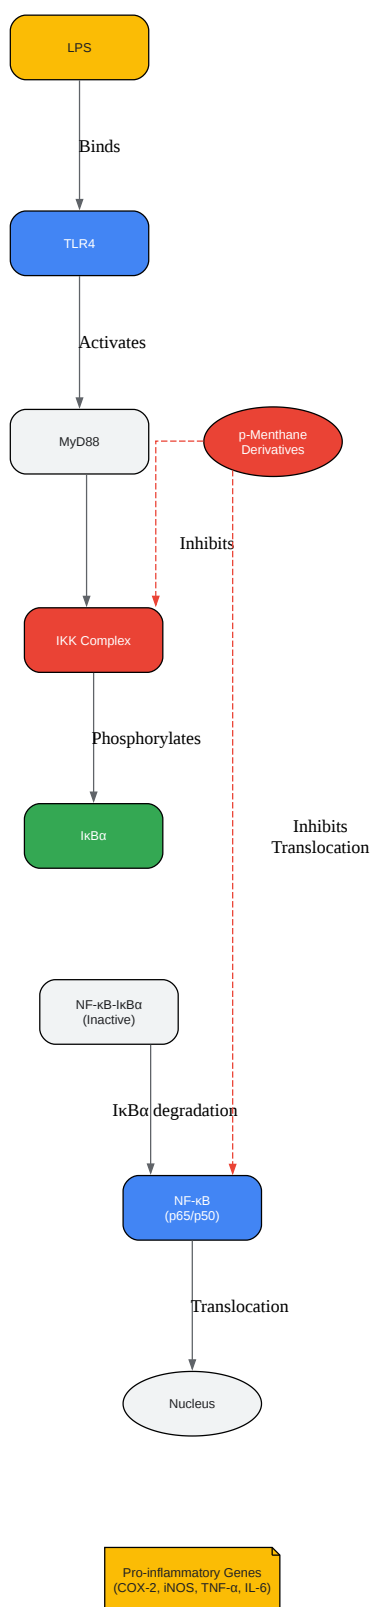 LPS
Binds
TLR4
Activates
MyD88
p-Menthane
Derivatives
Inhibits
IKK Complex
Phosphorylates
IκBα
Inhibits
Translocation
NF-κB-IκBα
(Inactive)
IκBα degradation
NF-κB
(p65/p50)
Translocation
Nucleus
Pro-inflammatory Genes
(COX-2, iNOS, TNF-α, IL-6)